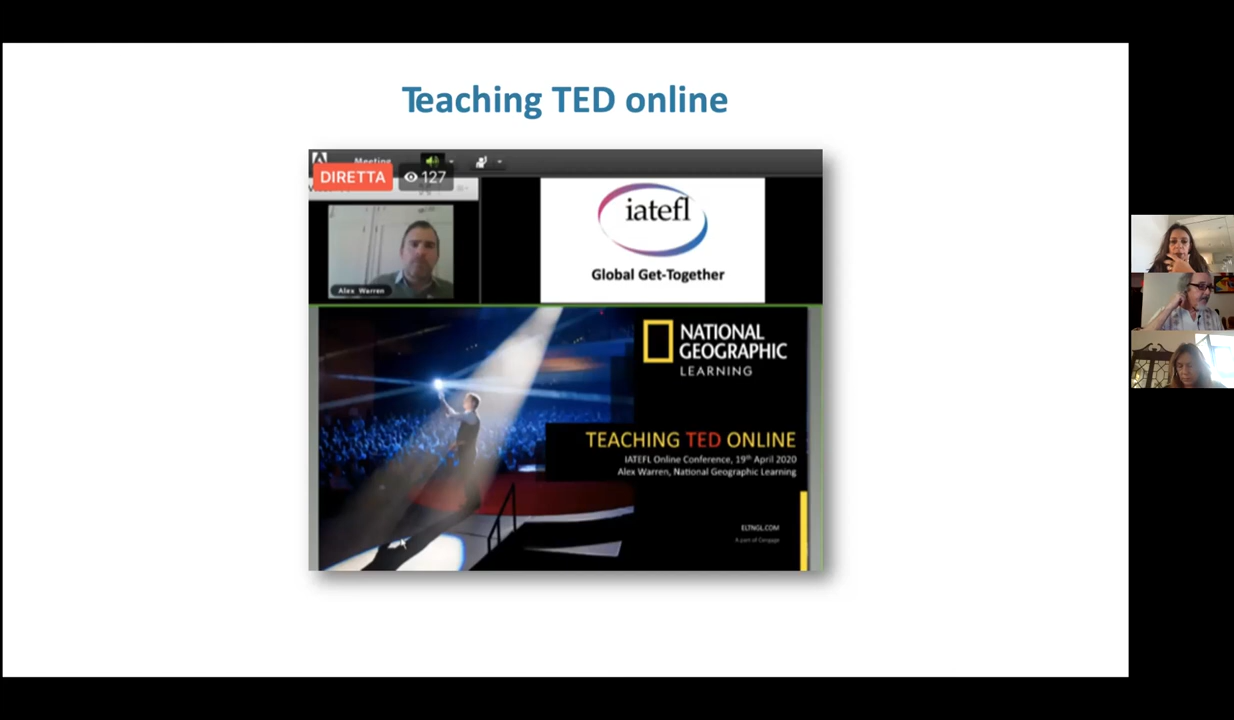 Teaching TED online
Meeting
DIRETTA
127
iatefl
Global Get-Together
Alex Warren
NATIONAL
GEOGRAPHIC
LEARNING
TEACHING TED ONLINE
IATEFL Online Conference, 19th April 2020
Alex Warren, National Geographic Learning
ELTNGL.COM
A part of Cengage